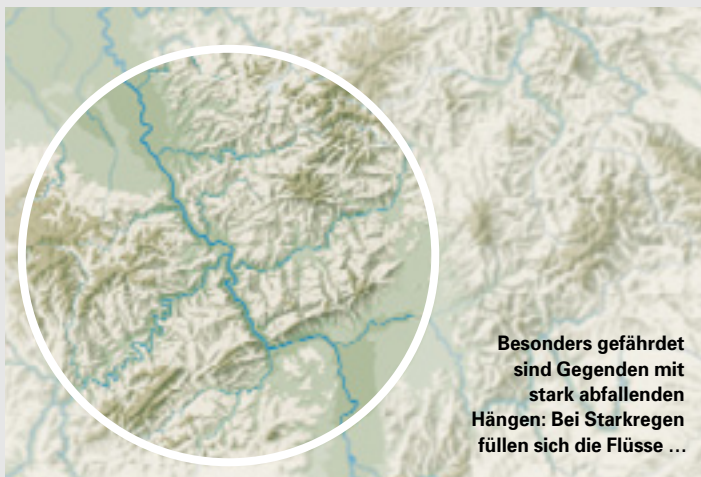 Besonders gefährdet
sind Gegenden mit
stark abfallenden
Hängen: Bei Starkregen
füllen sich die Flüsse …